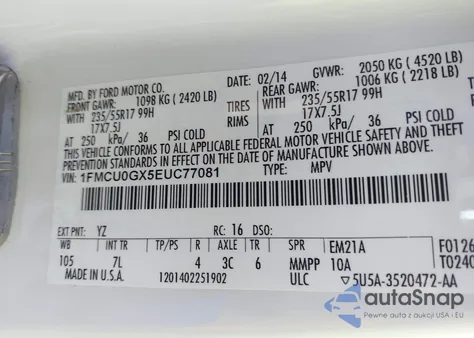 MFD. BY FORD MOTOR CO.
02/14 GVWR: 2050 KG (4520 LB)
FRONT GAWR: 1098 KG (2420 LB) REAR GAWR: 1006 KG (2218 LB)
WITH 235/55R17 99H TIRES WITH 235/55R17 99H
17X7.5J RIMS 17X7.5J
AT 250 kPa/ 36 PSI COLD AT 250 kPa/ 36 PSI COLD
THIS VEHICLE CONFORMS TO ALL APPLICABLE FEDERAL MOTOR VEHICLE SAFETY AND THEFT
PREVENTION STANDARDS IN EFFECT ON THE DATE OF MANUFACTURE SHOWN ABOVE.
VIN: 1FMCU0GX5EUC77081 TYPE: MPV
EXT PNT: YZ RC: 16 DSO: F0126
WB INT TR TP/PS R AXLE TR SPR EM21A T0240
105 7L 4 3C 6 MMPP 10A
MADE IN U.S.A. 1201402251902 ULC 5U5A-3520472-AA
autoSnap
Pewne auto z USA i EU